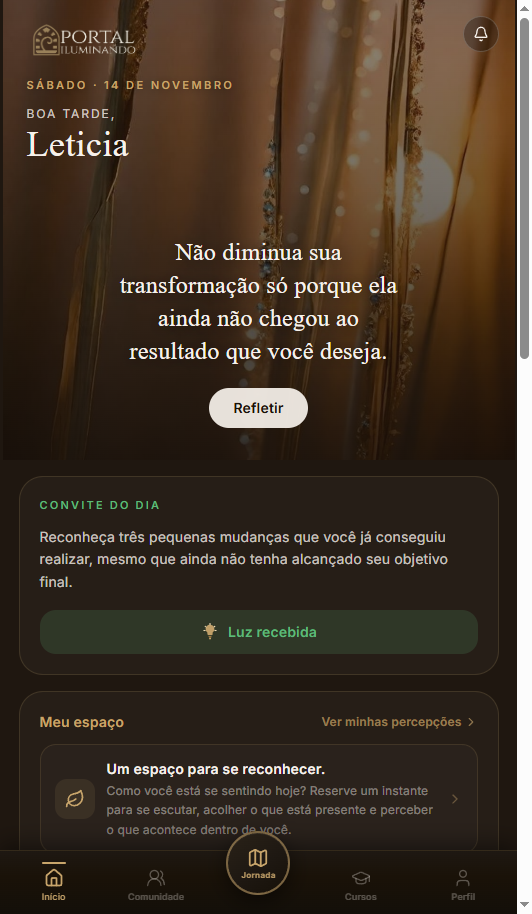 PORTAL
ILUMINANDO
SÁBADO · 14 DE NOVEMBRO
BOA TARDE,
Leticia
Não diminua sua
transformação só porque ela
ainda não chegou ao
resultado que você deseja.
Refletir
CONVITE DO DIA
Reconheça três pequenas mudanças que você já conseguiu
realizar, mesmo que ainda não tenha alcançado seu objetivo
final.
Luz recebida
Meu espaço
Ver minhas percepções
Um espaço para se reconhecer.
Como você está se sentindo hoje? Reserve um instante
para se escutar, acolher o que está presente e perceber
o que acontece dentro de você.
Início
Comunidade
Jornada
Cursos
Perfil